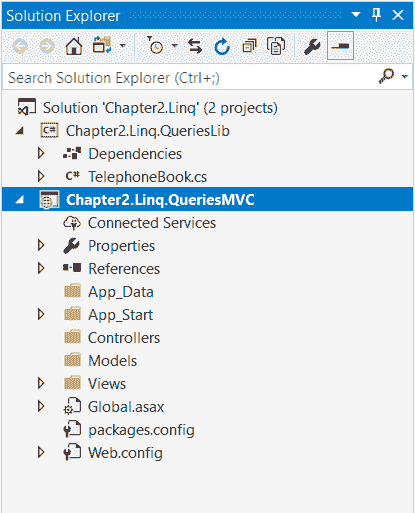 Solution Explorer
Search Solution Explorer (Ctrl+;)
Solution 'Chapter2.Linq' (2 projects)
C# Chapter2.Linq.QueriesLib
Dependencies
C# TelephoneBook.cs
Chapter2.Linq.QueriesMVC
Connected Services
Properties
References
App_Data
App_Start
Controllers
Models
Views
Global.asax
packages.config
Web.config